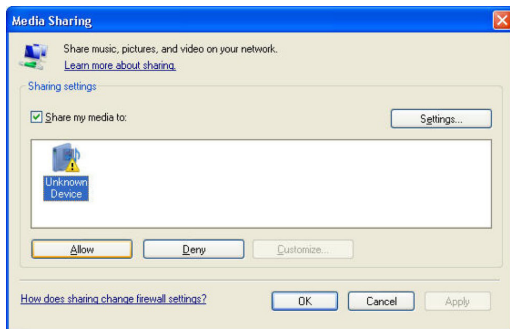 Media Sharing
Share music, pictures, and video on your network.
Learn more about sharing.
Sharing settings
Share my media to:
Settings...
Unknown
Device
Allow
Deny
Customize...
How does sharing change firewall settings?
OK
Cancel
Apply